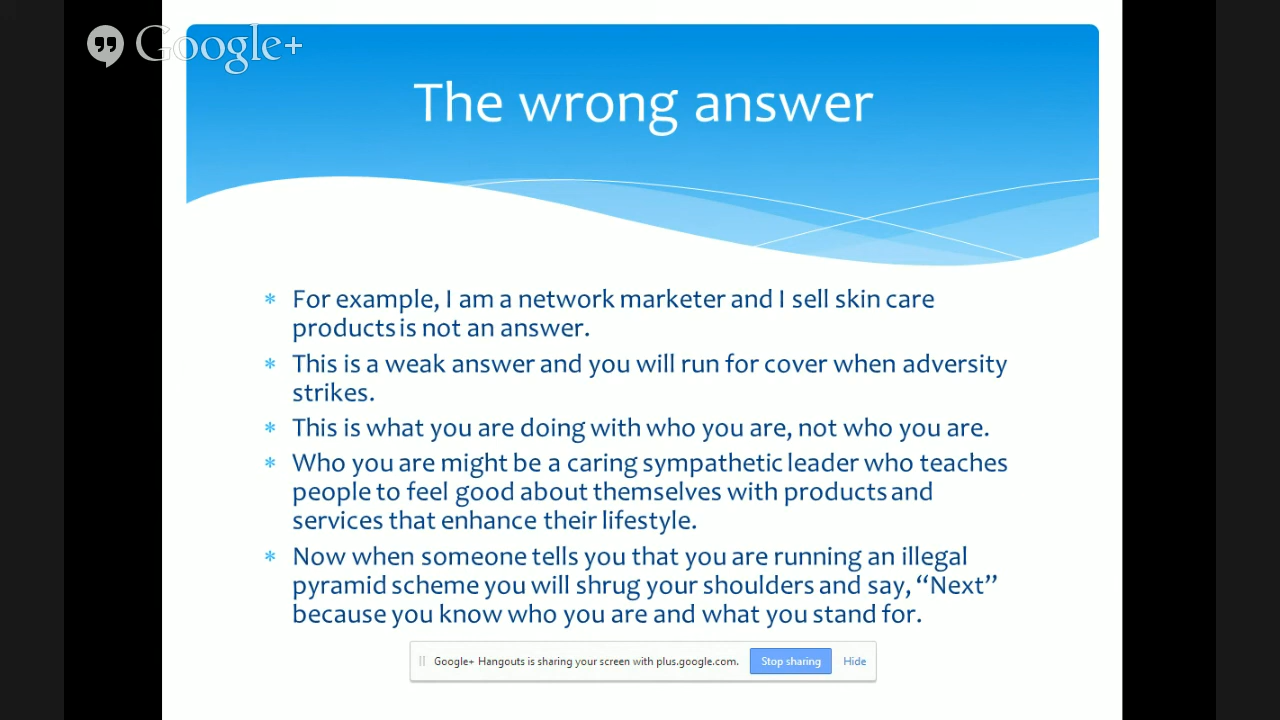 Google+
The wrong answer
* For example, I am a network marketer and I sell skin care
products is not an answer.
* This is a weak answer and you will run for cover when adversity
strikes.
* This is what you are doing with who you are, not who you are.
* Who you are might be a caring sympathetic leader who teaches
people to feel good about themselves with products and
services that enhance their lifestyle.
* Now when someone tells you that you are running an illegal
pyramid scheme you will shrug your shoulders and say, “Next”
because you know who you are and what you stand for.
Google+ Hangouts is sharing your screen with plus.google.com. Stop sharing Hide